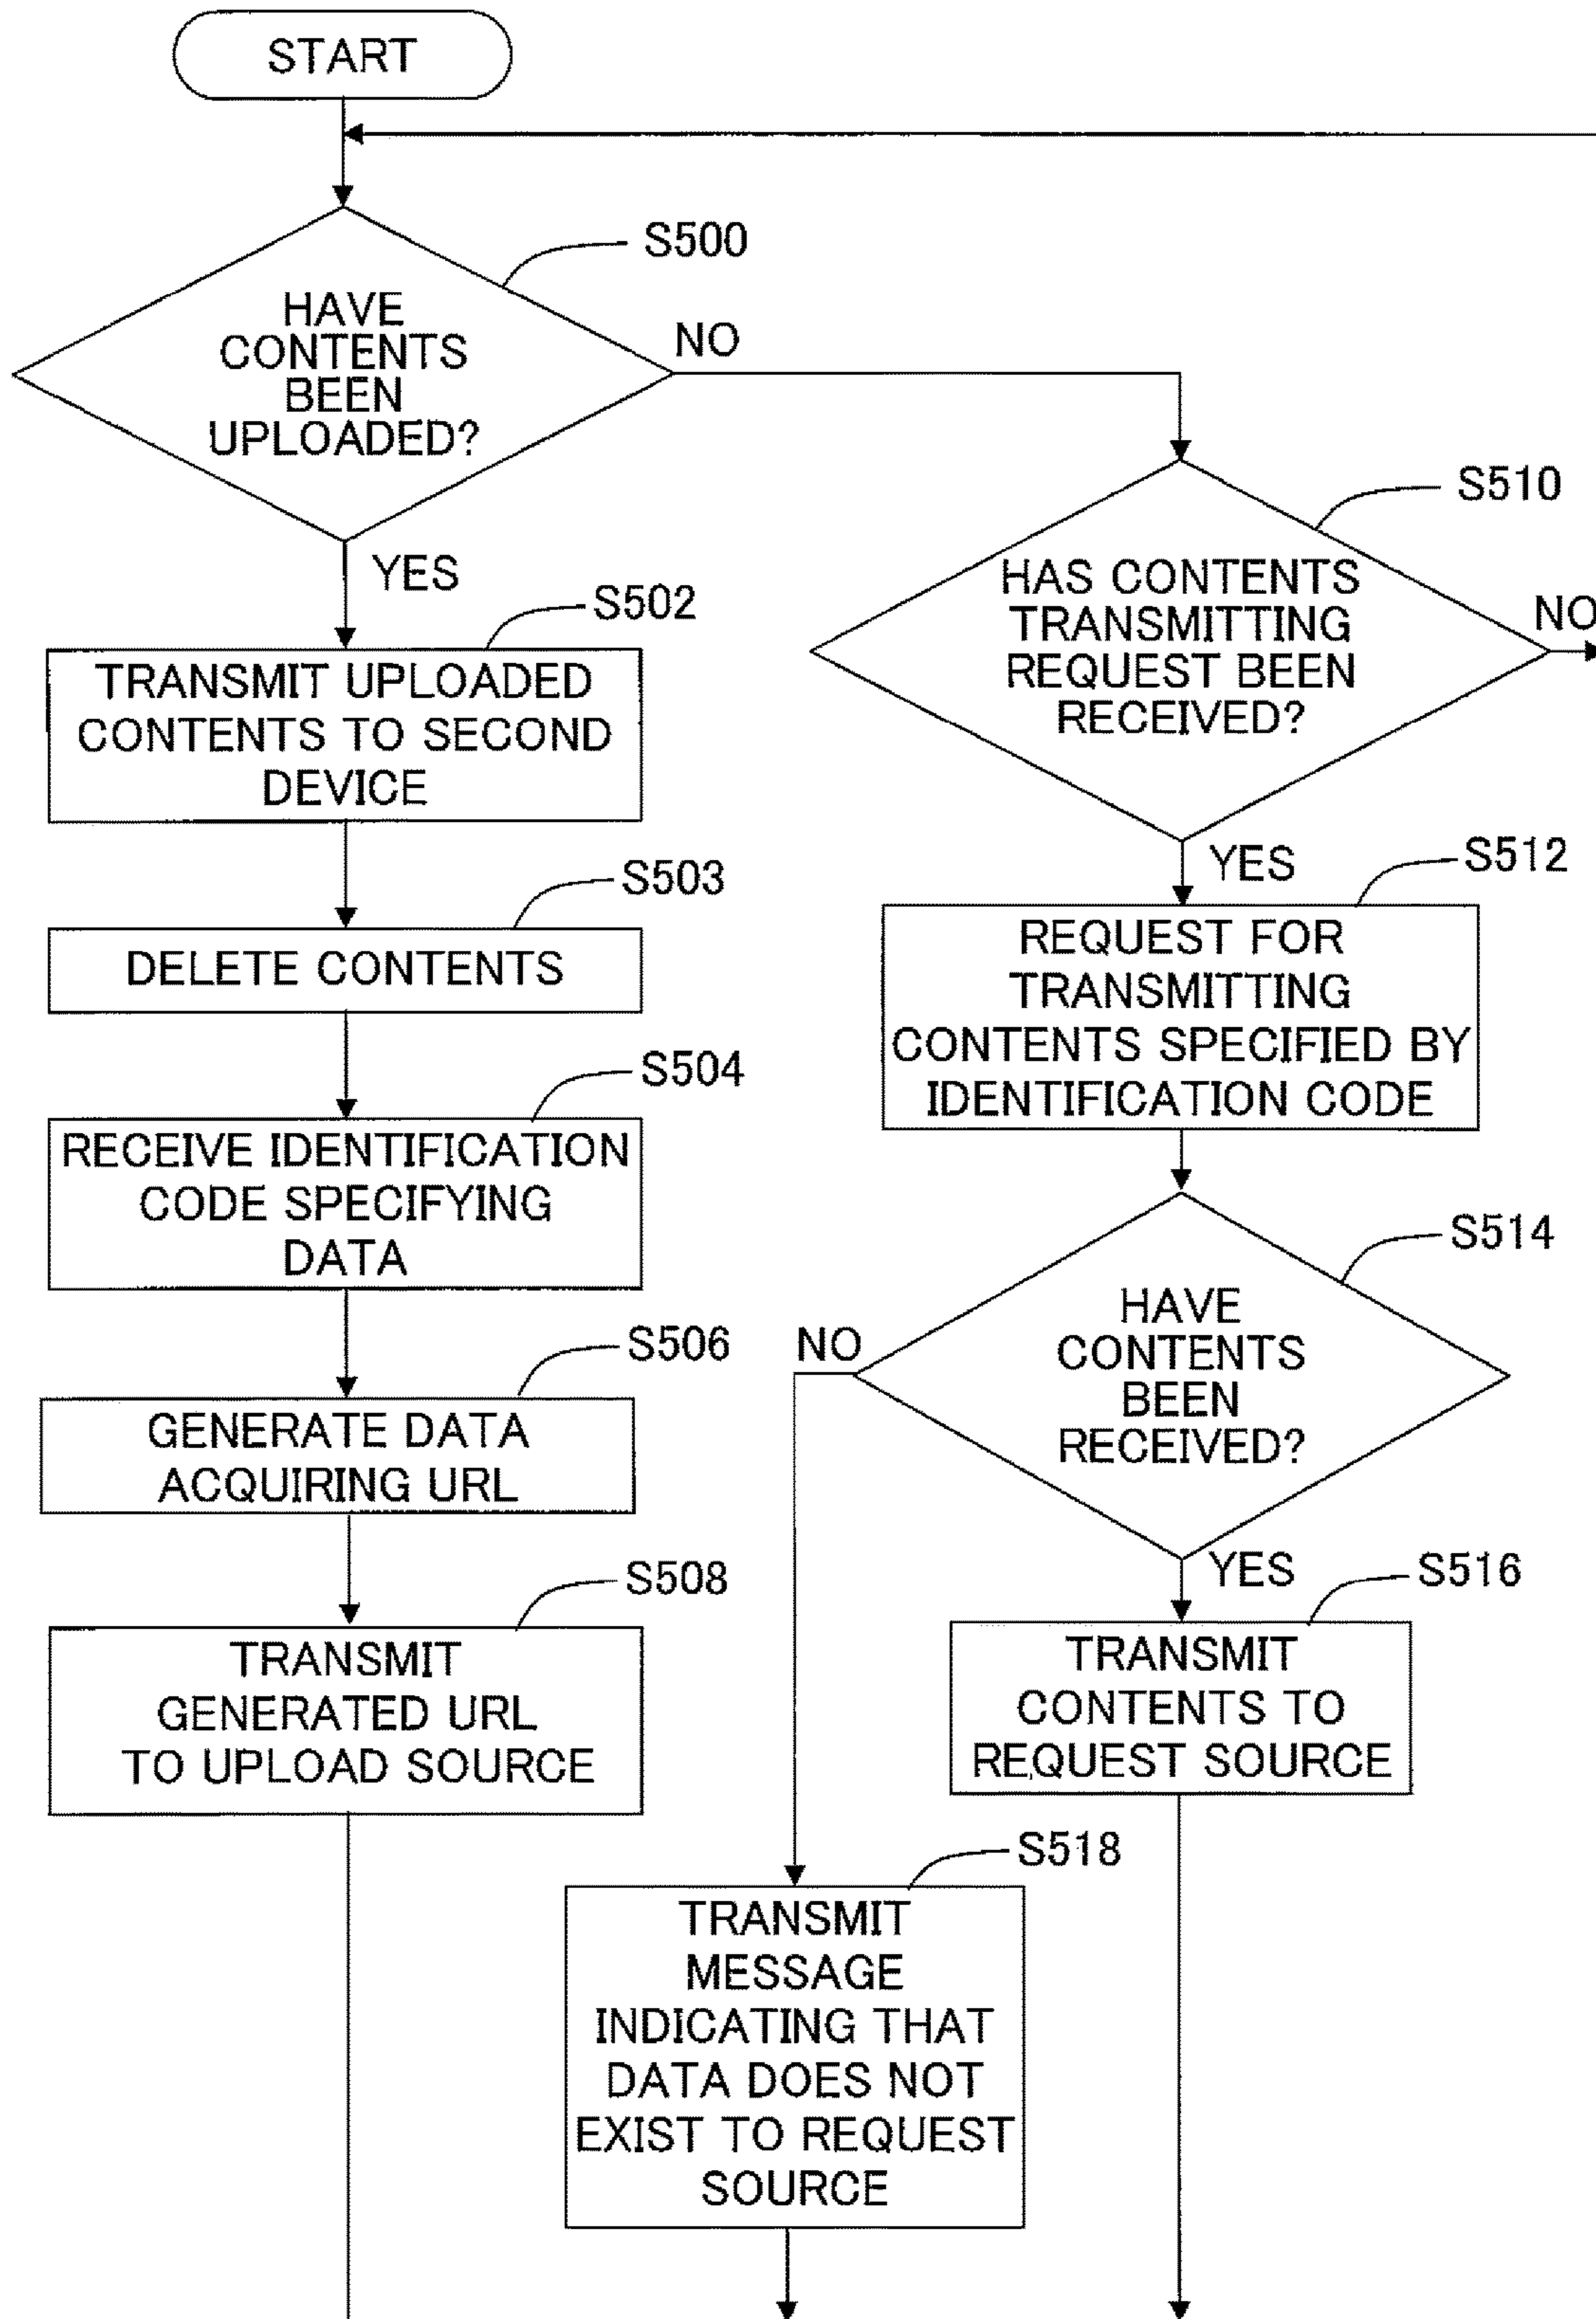 START
S500
HAVE
CONTENTS
BEEN
UPLOADED?
NO
YES
S502
TRANSMIT UPLOADED
CONTENTS TO SECOND
DEVICE
S503
DELETE CONTENTS
S504
RECEIVE IDENTIFICATION
CODE SPECIFYING
DATA
S506
GENERATE DATA
ACQUIRING URL
S508
TRANSMIT
GENERATED URL
TO UPLOAD SOURCE
S510
HAS CONTENTS
TRANSMITTING
REQUEST BEEN
RECEIVED?
NO
YES
S512
REQUEST FOR
TRANSMITTING
CONTENTS SPECIFIED BY
IDENTIFICATION CODE
S514
HAVE
CONTENTS
BEEN
RECEIVED?
NO
YES
S516
TRANSMIT
CONTENTS TO
REQUEST SOURCE
S518
TRANSMIT
MESSAGE
INDICATING THAT
DATA DOES NOT
EXIST TO REQUEST
SOURCE